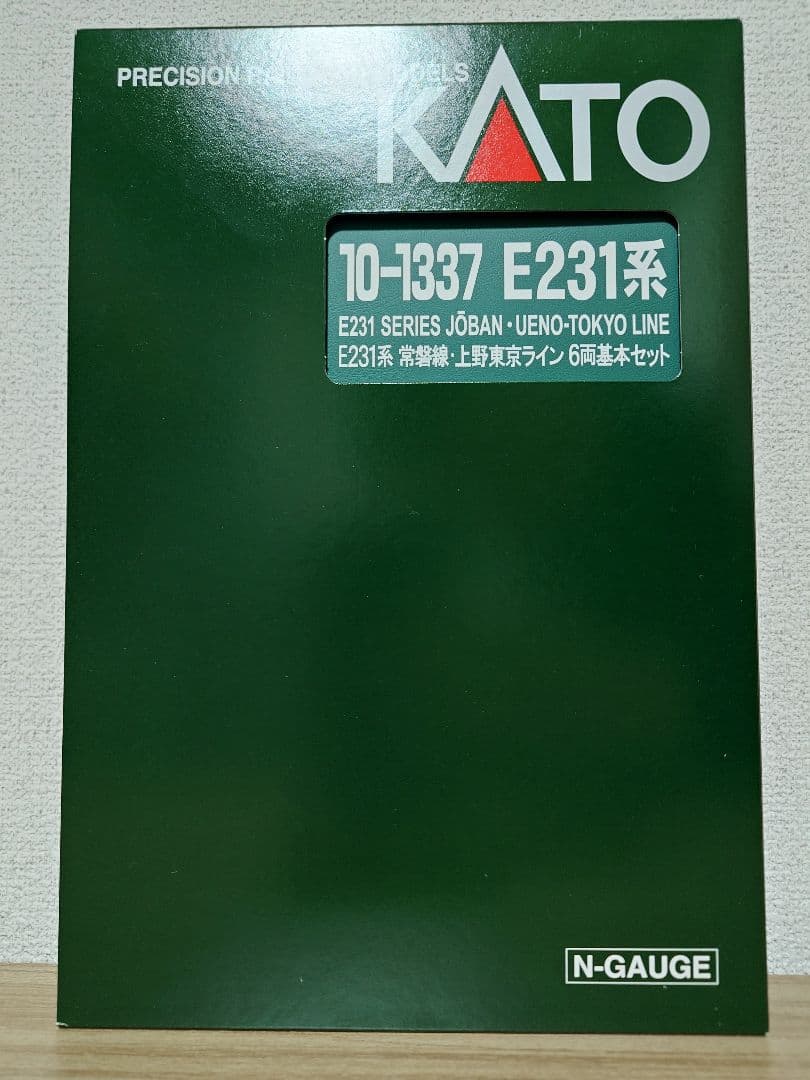 PRECISION RAILROAD MODELS
KATO
10-1337 E231系
E231 SERIES JŌBAN・UENO-TOKYO LINE
E231系 常磐線・上野東京ライン 6両基本セット
N-GAUGE